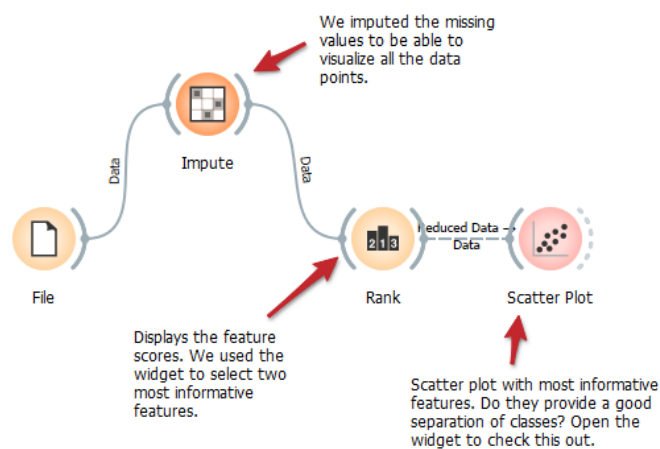 We imputed the missing
values to be able to
visualize all the data
points.
Impute
Data
Data
File
Rank
Reduced Data →
Data
Scatter Plot
2 1 3
Displays the feature
scores. We used the
widget to select two
most informative
features.
Scatter plot with most informative
features. Do they provide a good
separation of classes? Open the
widget to check this out.